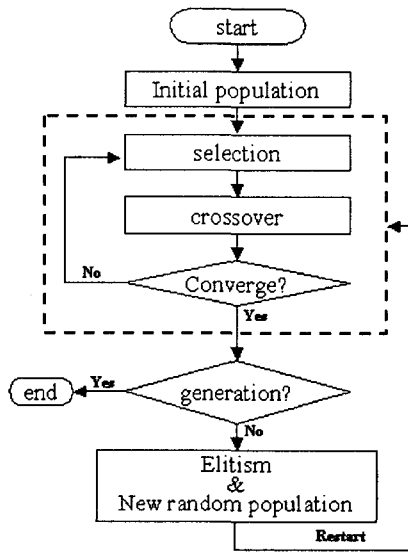 start
Initial population
selection
crossover
No
Converge?
Yes
Yes
end
generation?
No
Elitism
&
New random population
Restart